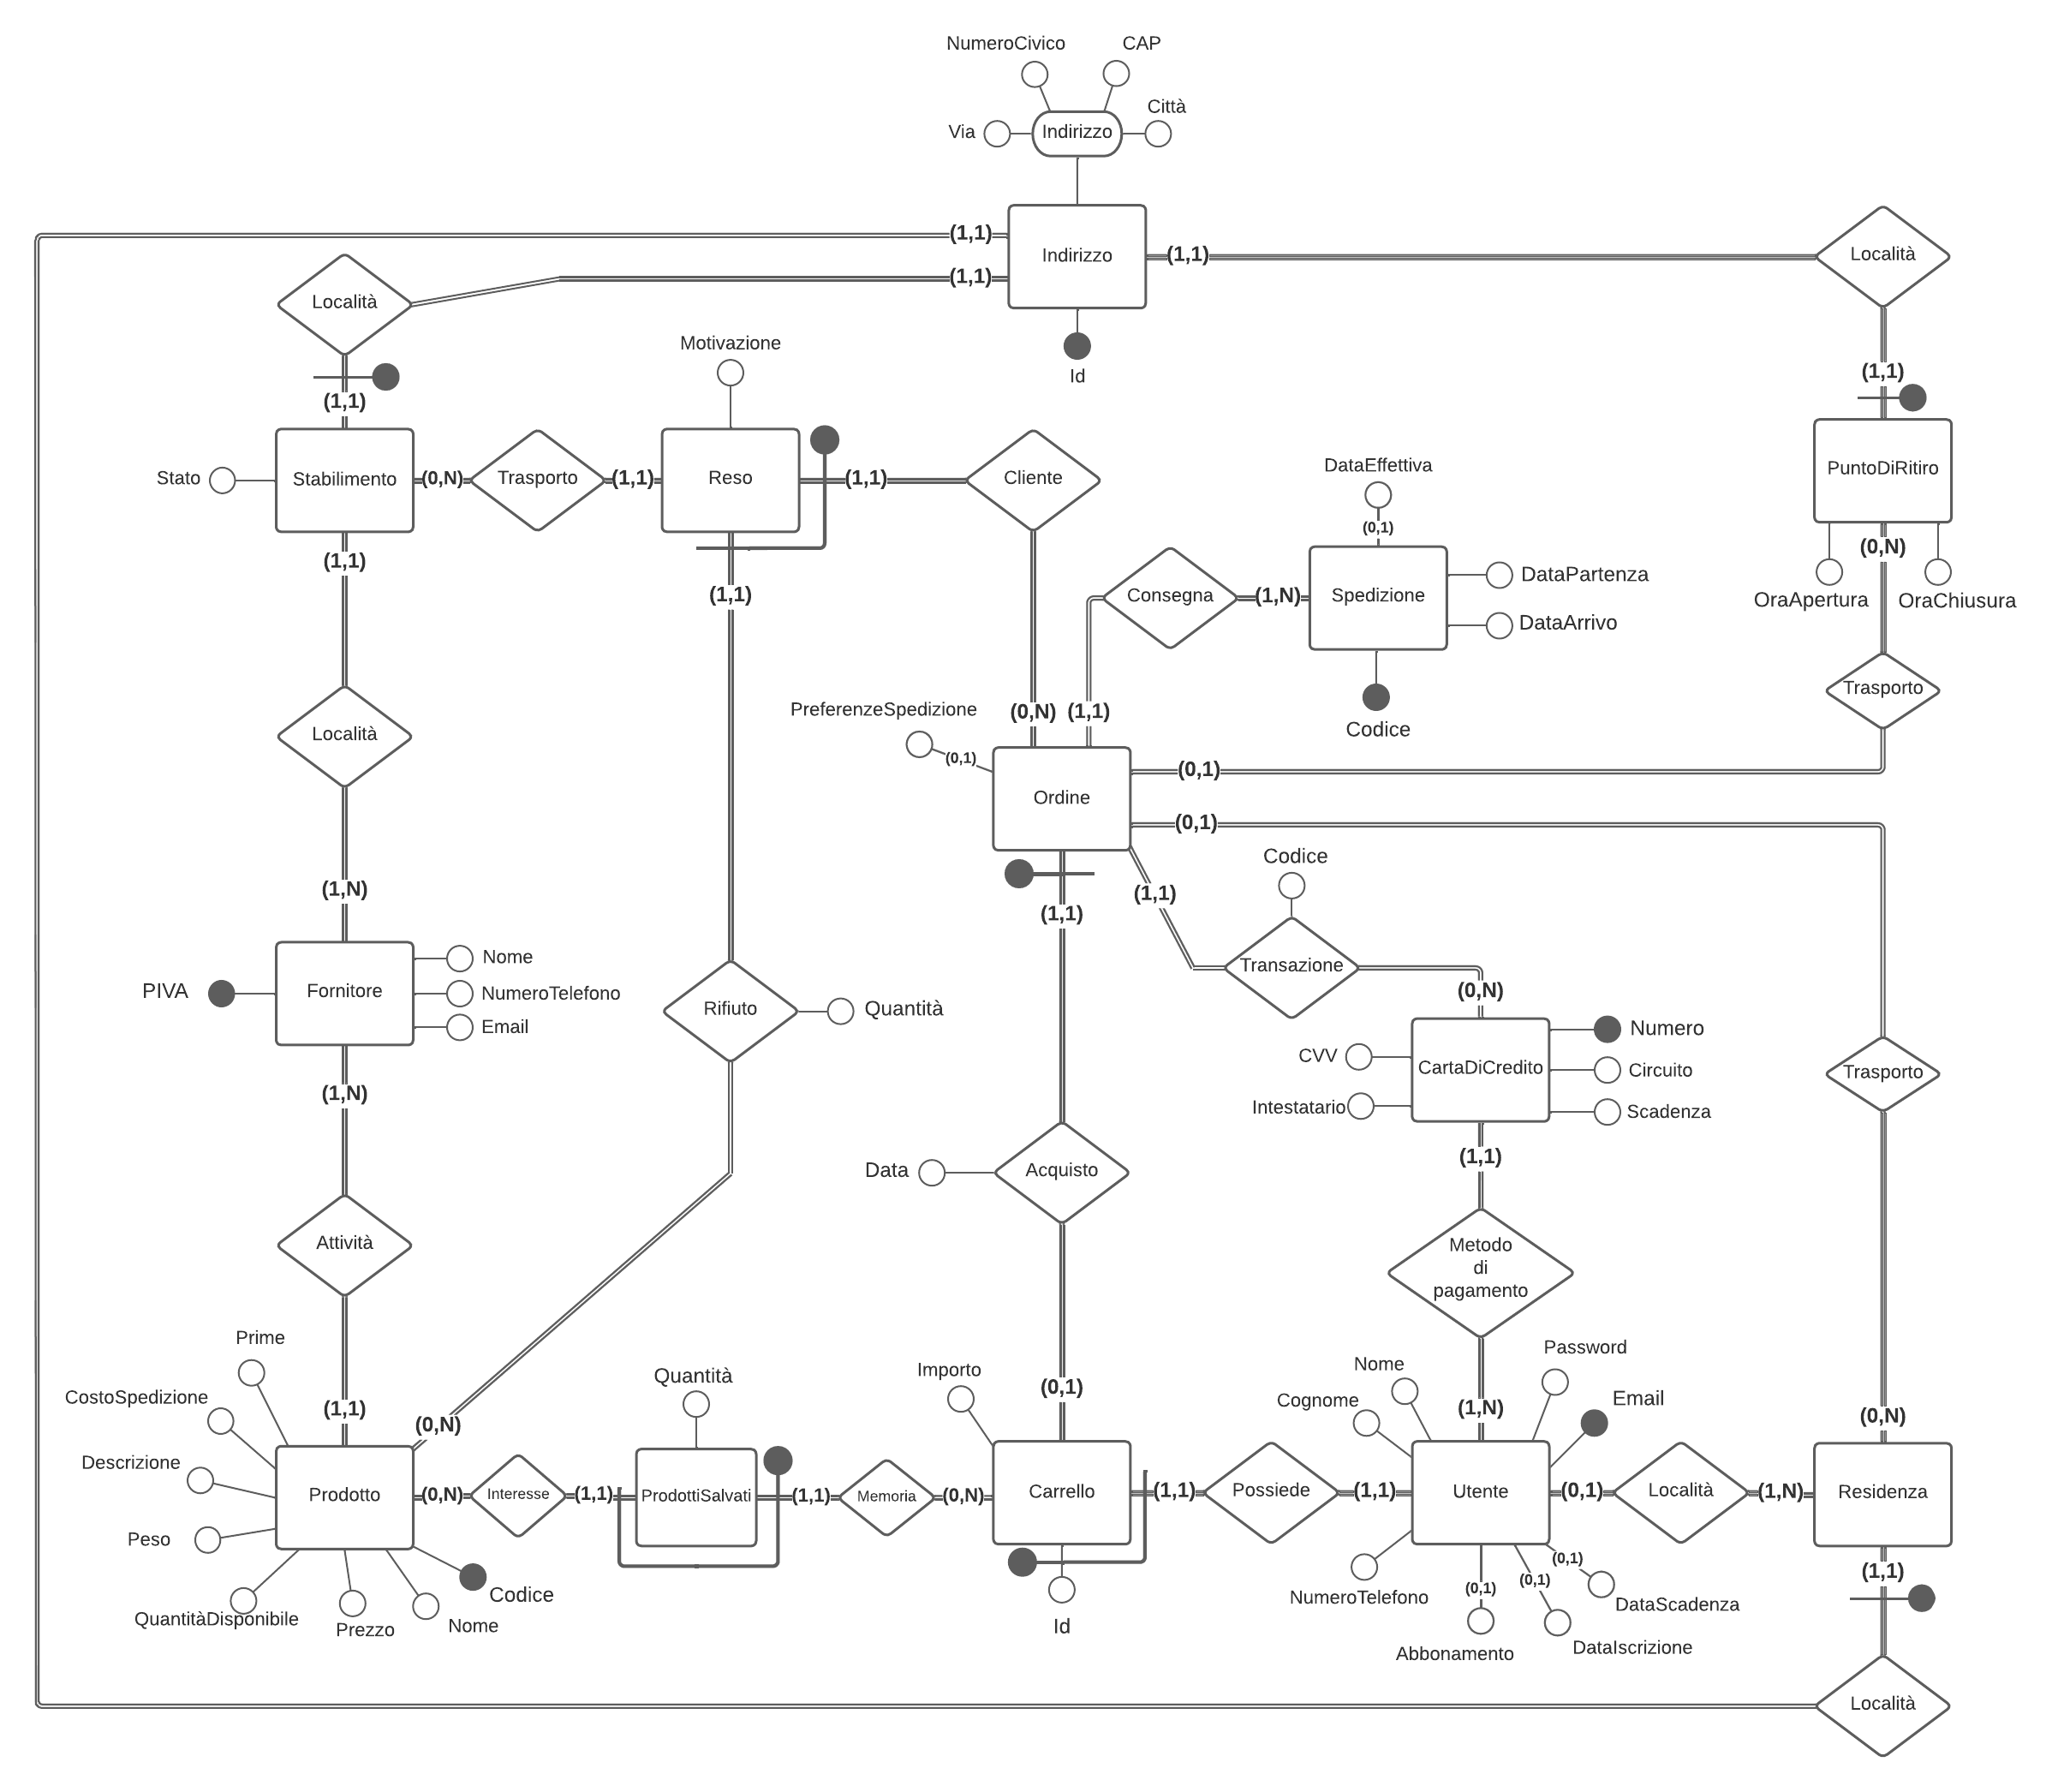 NumeroCivico
CAP
Città
Via
Indirizzo
(1,1)
Indirizzo
(1,1)
Località
(1,1)
Località
Id
Motivazione
(1,1)
(1,1)
Stato
Stabilimento
(0,N)
Trasporto
(1,1)
Reso
(1,1)
Cliente
DataEffettiva
(0,1)
PuntoDiRitiro
(1,1)
(1,1)
(0,N)
Consegna
(1,N)
Spedizione
DataPartenza
DataArrivo
OraApertura
OraChiusura
Codice
PreferenzeSpedizione
(0,1)
(0,N)
(1,1)
Trasporto
Località
Ordine
(0,1)
(0,1)
(1,N)
(1,1)
(1,1)
Codice
Transazione
PIVA
Fornitore
Nome
NumeroTelefono
Email
Rifiuto
Quantità
(0,N)
Numero
CVV
CartaDiCredito
Circuito
Intestatario
Scadenza
Trasporto
(1,N)
(1,1)
Data
Acquisto
Attività
Metodo
di
pagamento
Prime
CostoSpedizione
(1,1)
(0,N)
Quantità
Importo
(0,1)
Cognome
Nome
(1,N)
Password
Email
(0,N)
Descrizione
Prodotto
(0,N)
Interesse
(1,1)
ProdottiSalvati
(1,1)
Memoria
(0,N)
Carrello
(1,1)
Possiede
(1,1)
Utente
(0,1)
Località
(1,N)
Residenza
Peso
Codice
QuantitàDisponibile
Prezzo
Nome
Id
NumeroTelefono
(0,1)
(0,1)
(0,1)
DataScadenza
DataIscrizione
Abbonamento
(1,1)
Località